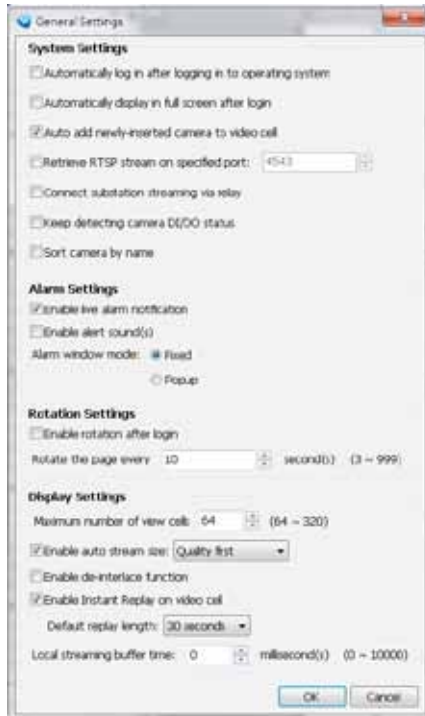 General Settings
System Settings
Automatically log in after logging in to operating system
Automatically display in full screen after login
Auto add newly-inserted camera to video cell
Retrieve RTSP stream on specified port: 4543
Connect substation streaming via relay
Keep detecting camera DI/DO status
Sort camera by name
Alarm Settings
Enable live alarm notification
Enable alert sound(s)
Alarm window mode: Fixed
Popup
Rotation Settings
Enable rotation after login
Rotate the page every 10 second(s) (3 ~ 999)
Display Settings
Maximum number of view cell: 64 (64 ~ 320)
Enable auto stream size: Quality first
Enable de-interlace function
Enable Instant Replay on video cell
Default replay length: 30 seconds
Local streaming buffer time: 0 millisecond(s) (0 ~ 10000)
OK Cancel